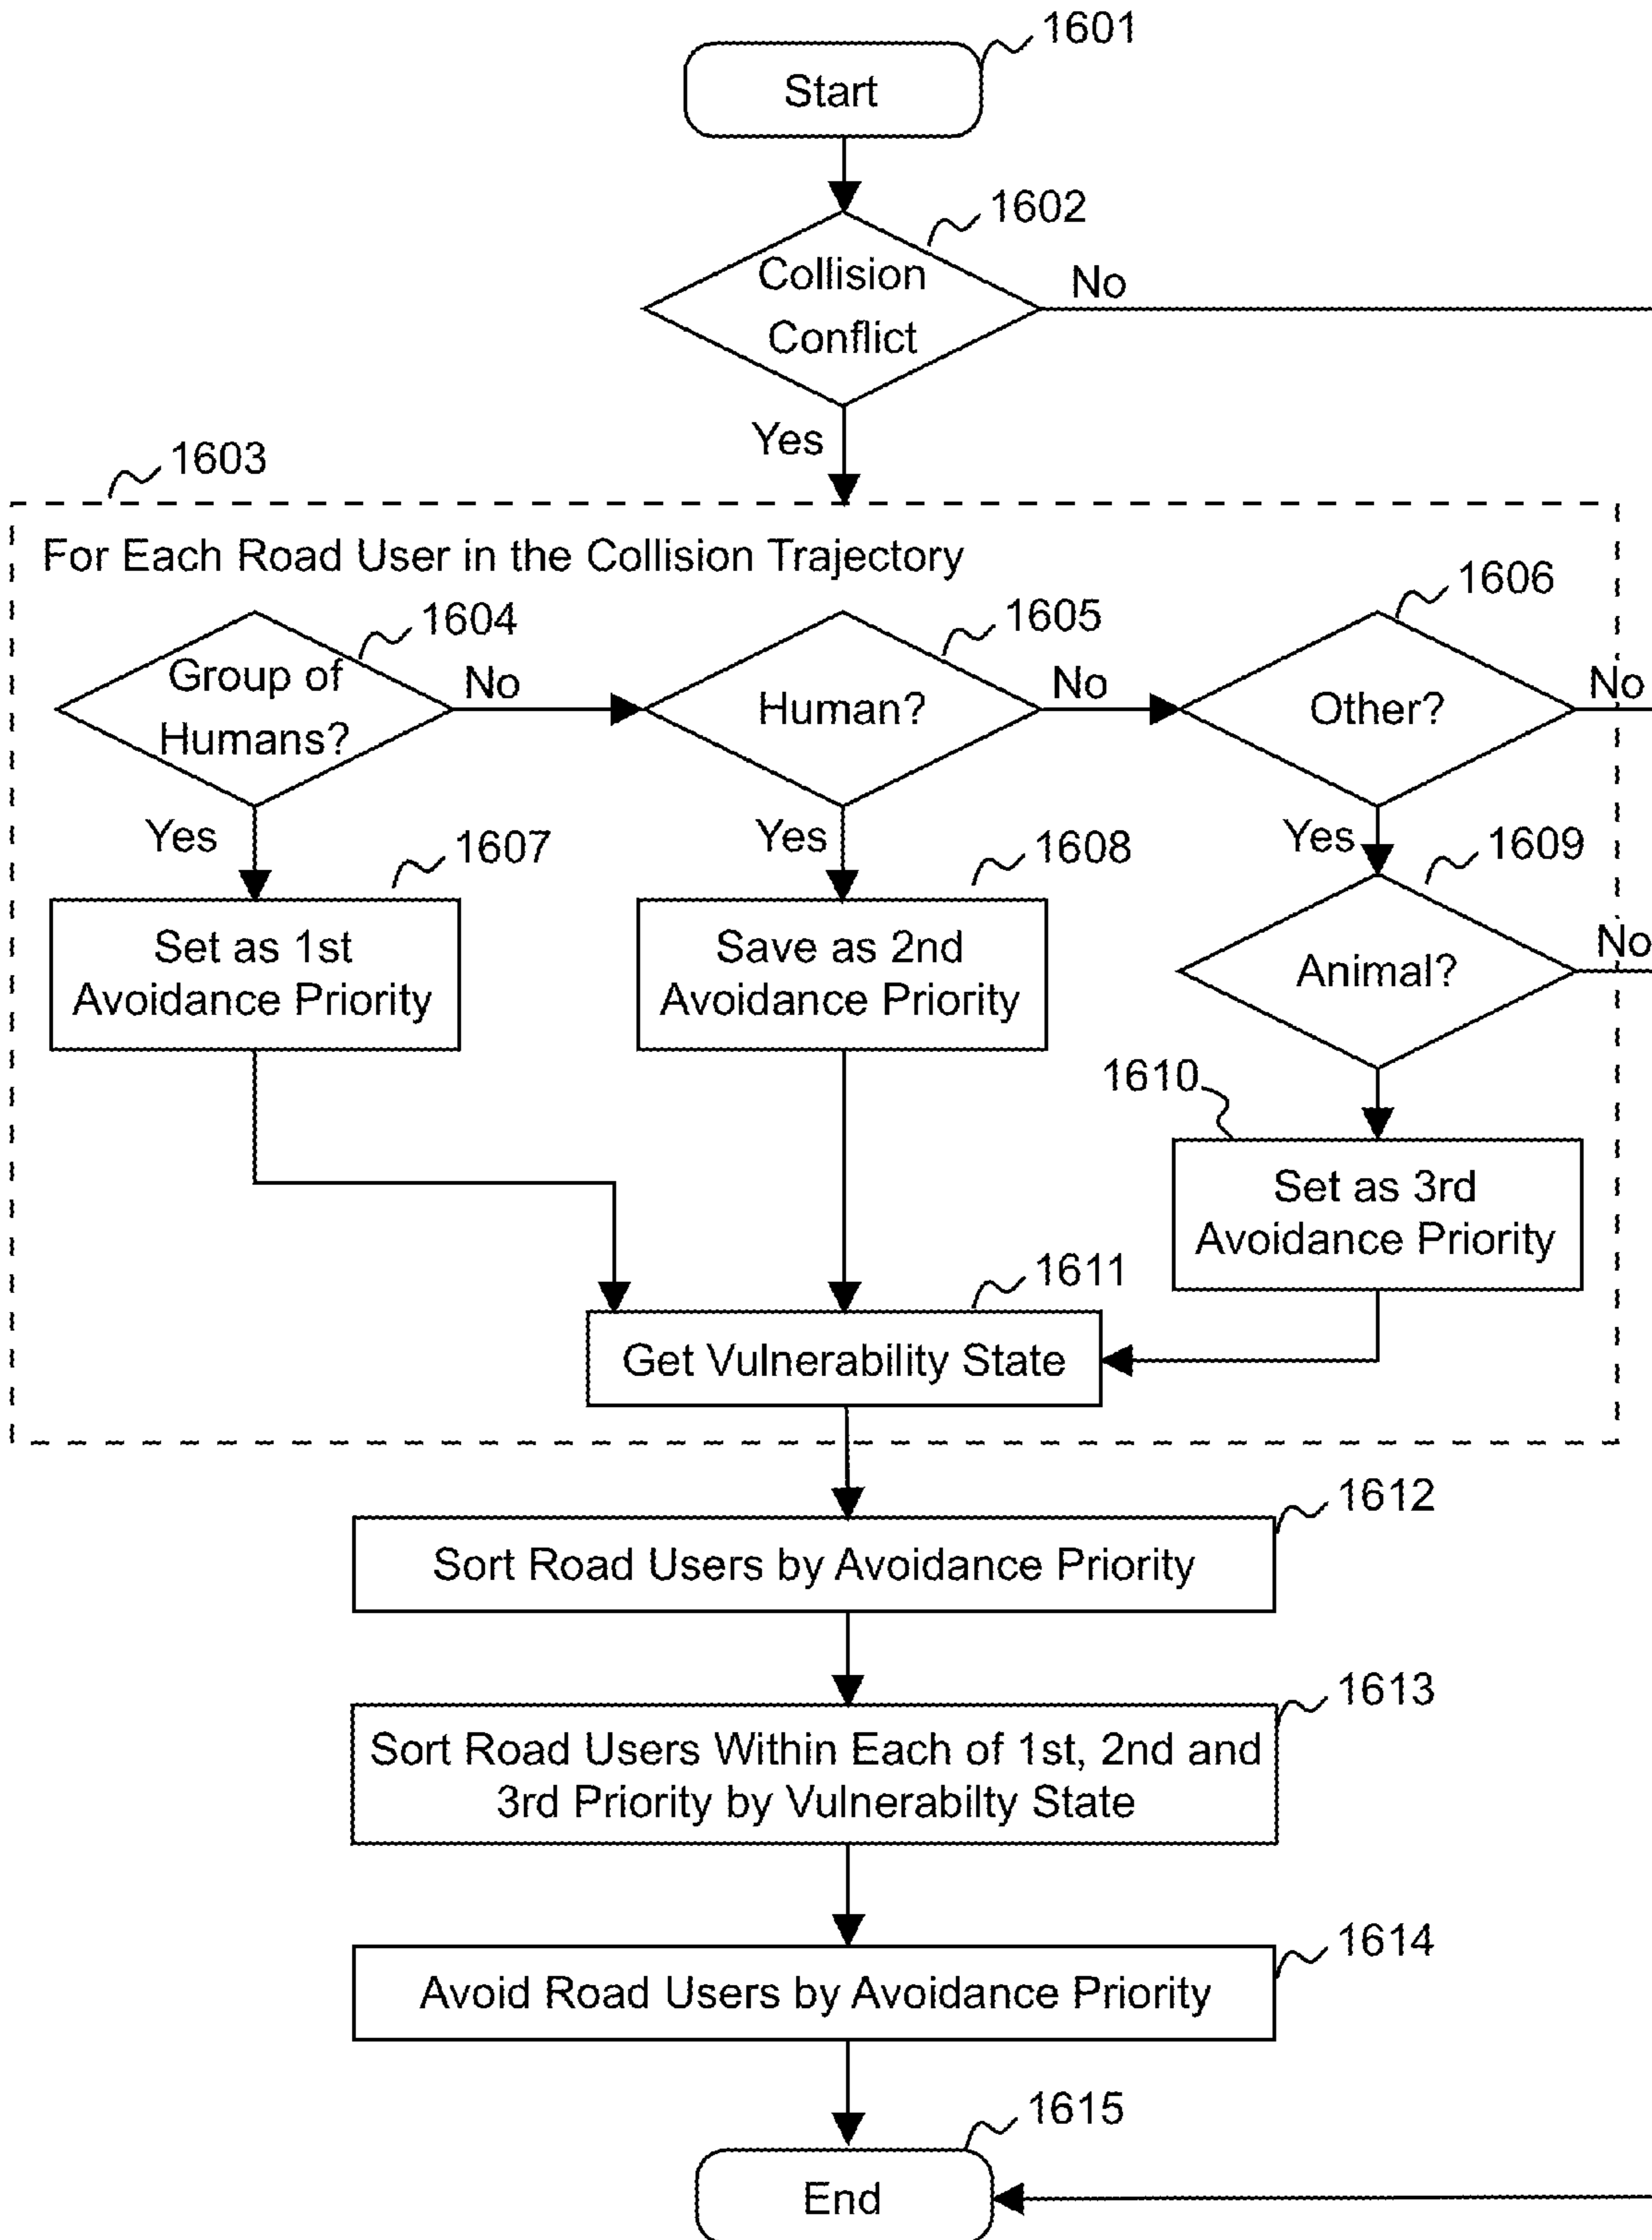 1601
Start
1602
Collision
Conflict
No
Yes
1603
For Each Road User in the Collision Trajectory
1604
Group of
Humans?
No
1605
Human?
No
1606
Other?
No
Yes
1607
Yes
1608
Yes
1609
Set as 1st
Avoidance Priority
Save as 2nd
Avoidance Priority
Animal?
No
1610
Set as 3rd
Avoidance Priority
1611
Get Vulnerability State
1612
Sort Road Users by Avoidance Priority
1613
Sort Road Users Within Each of 1st, 2nd and
3rd Priority by Vulnerabilty State
1614
Avoid Road Users by Avoidance Priority
1615
End